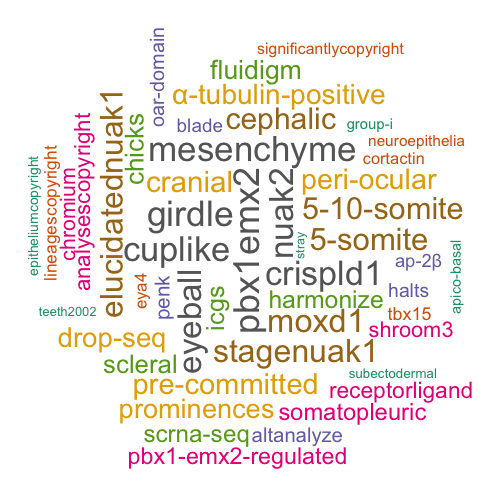 significantlycopyright
oar-domain
fluidigm
α-tubulin-positive
chicks
blade
cephalic
group-i
elucidatednuak1
analysescopyright
chromium
lineagescopyright
epitheliumcopyright
mesenchyme
neuroepithelia
cortactin
cranial
pbx1emx2
nuak2
peri-ocular
girdle
5-10-somite
cuplike
stray
5-somite
ap-2β
apico-basal
eya4
penk
icgs
eyeball
crispld1
harmonize
halts
teeth2002
moxd1
tbx15
shroom3
drop-seq
scleral
stagenuak1
subectodermal
pre-committed
receptorligand
prominences
somatopleuric
scrna-seq
altanalyze
pbx1-emx2-regulated